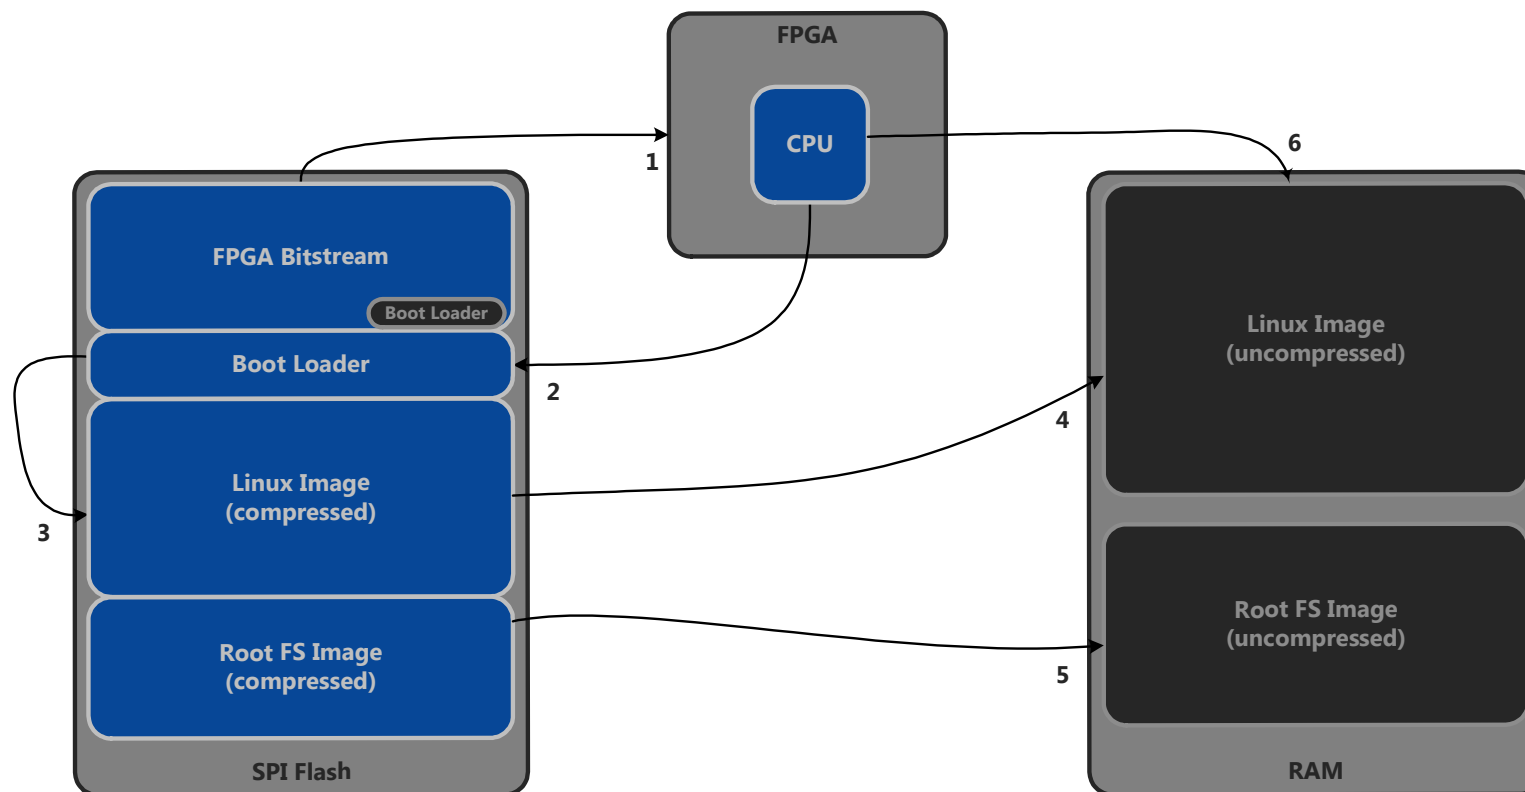 FPGA
CPU
1
6
FPGA Bitstream
Boot Loader
Boot Loader
2
Linux Image
(compressed)
3
Root FS Image
(compressed)
SPI Flash
Linux Image
(uncompressed)
4
Root FS Image
(uncompressed)
5
RAM